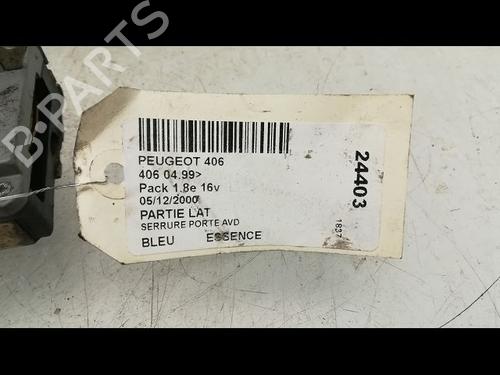 B-PARTS
PEUGEOT 406
406 04.99>
Pack 1.8e 16v
05/12/2000
PARTIE LAT
SERRURE PORTE AVD
BLEU ESSENCE
24403
1837